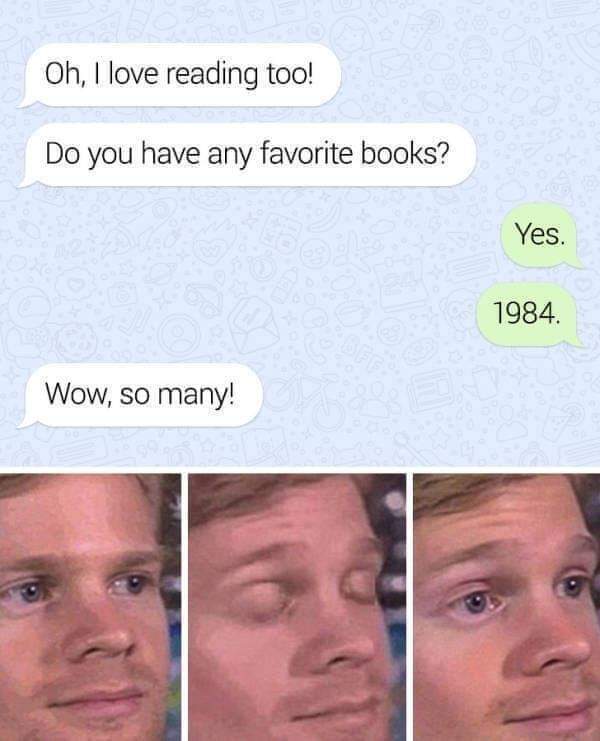 Oh, I love reading too!
Do you have any favorite books?
Yes.
1984.
Wow, so many!